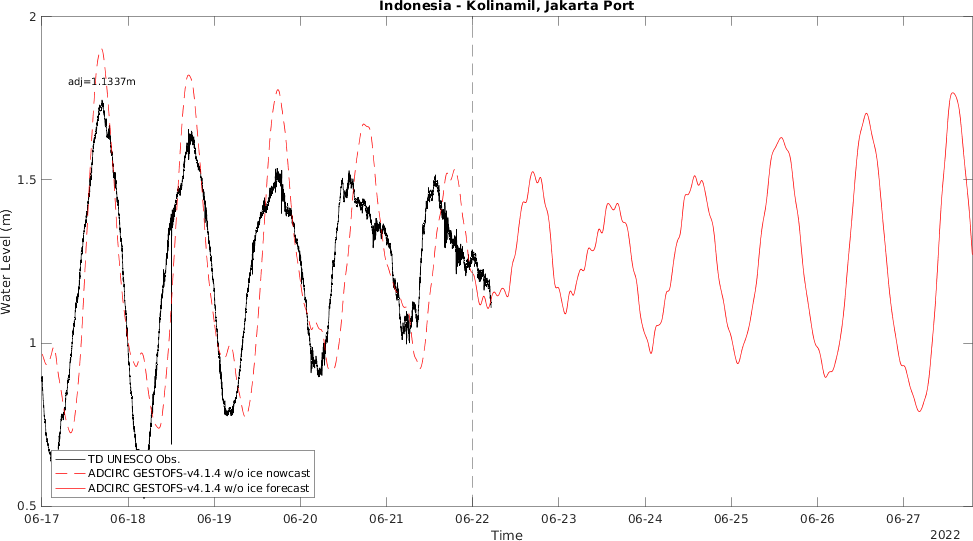 Indonesia - Kolinamil, Jakarta Port
2
adj=1.1337m
1.5
Water Level (m)
1
TD UNESCO Obs.
ADCIRC GESTOFS-v4.1.4 w/o ice nowcast
ADCIRC GESTOFS-v4.1.4 w/o ice forecast
0.5
06-17 06-18 06-19 06-20 06-21 06-22 06-23 06-24 06-25 06-26 06-27
Time
2022